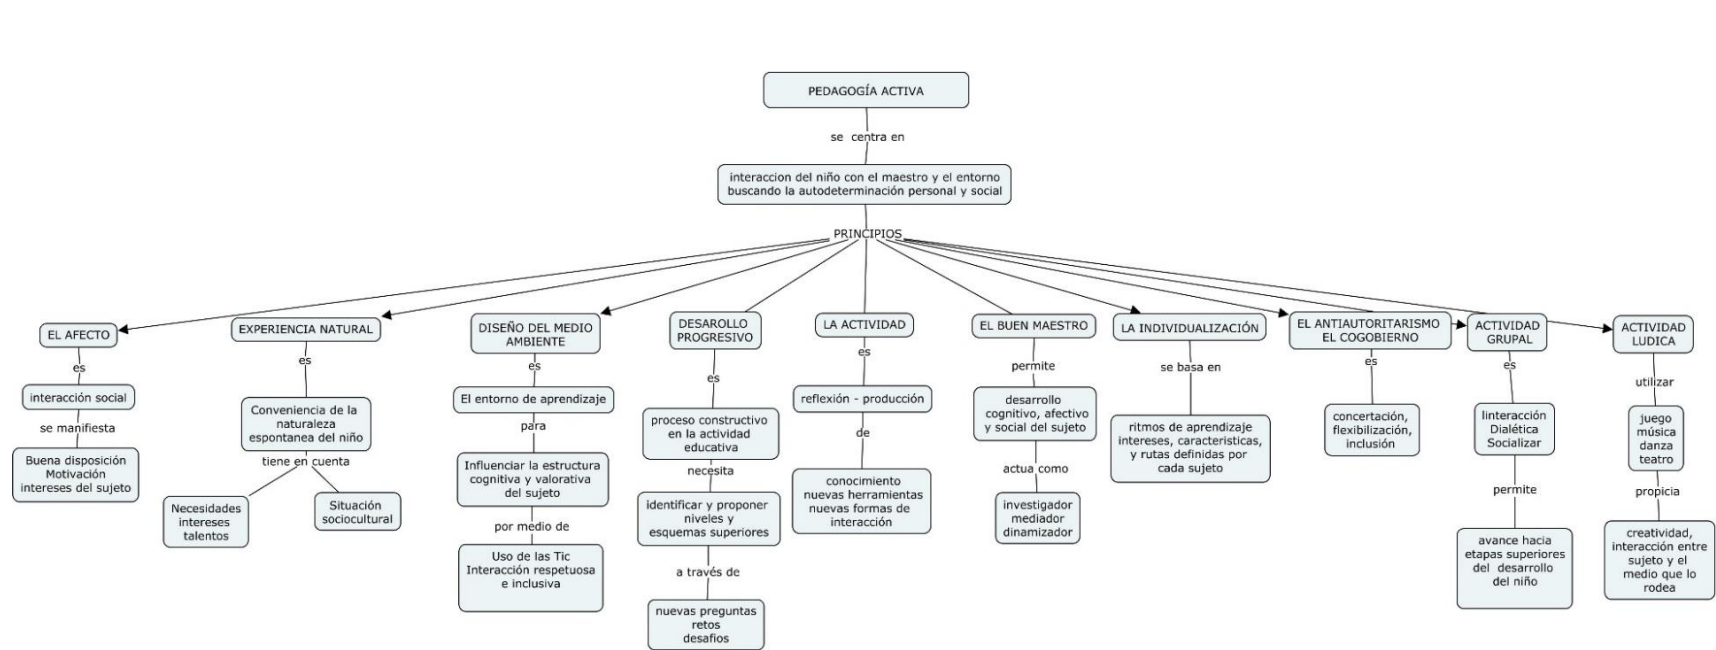 PEDAGOGÍA ACTIVA
se centra en
interaccion del niño con el maestro y el entorno
buscando la autodeterminación personal y social
PRINCIPIOS
EL AFECTO
es
interacción social
se manifiesta
Buena disposición
Motivación
intereses del sujeto
EXPERIENCIA NATURAL
es
Conveniencia de la
naturaleza
espontanea del niño
tiene en cuenta
Necesidades
intereses
talentos
Situación
sociocultural
DISEÑO DEL MEDIO
AMBIENTE
es
El entorno de aprendizaje
para
Influenciar la estructura
cognitiva y valorativa
del sujeto
por medio de
Uso de las Tic
Interacción respetuosa
e inclusiva
DESAROLLO
PROGRESIVO
es
proceso constructivo
en la actividad
educativa
necesita
identificar y proponer
niveles y
esquemas superiores
a través de
nuevas preguntas
retos
desafios
LA ACTIVIDAD
es
reflexión - producción
de
conocimiento
nuevas herramientas
nuevas formas de
interacción
EL BUEN MAESTRO
permite
desarrollo
cognitivo, afectivo
y social del sujeto
actua como
investigador
mediador
dinamizador
LA INDIVIDUALIZACIÓN
se basa en
ritmos de aprendizaje
intereses, caracteristicas,
y rutas definidas por
cada sujeto
EL ANTIAUTORITARISMO
EL COGOBIERNO
es
concertación,
flexibilización,
inclusión
ACTIVIDAD
GRUPAL
es
linteracción
Dialética
Socializar
permite
avance hacia
etapas superiores
del desarrollo
del niño
ACTIVIDAD
LUDICA
utilizar
juego
música
danza
teatro
propicia
creatividad,
interacción entre
sujeto y el
medio que lo
rodea